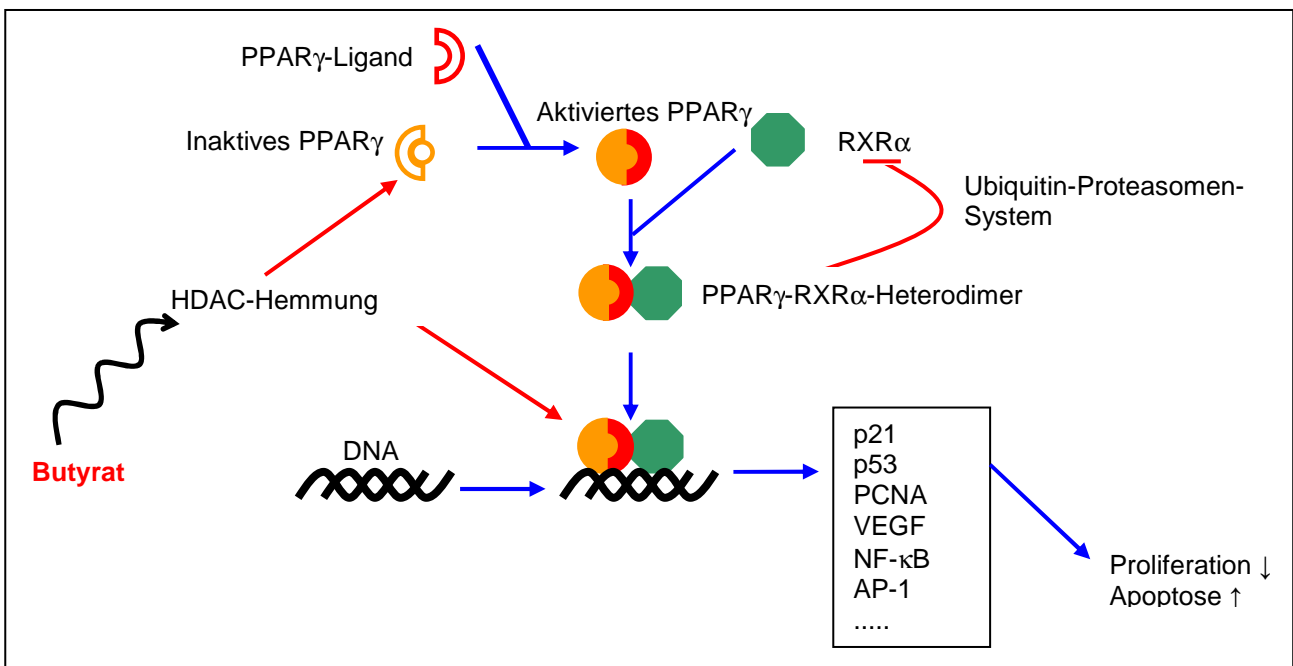 PPARγ-Ligand
Aktiviertes PPARγ
Inaktives PPARγ
RXRα
Ubiquitin-Proteasomen-
System
HDAC-Hemmung
PPARγ-RXRα-Heterodimer
Butyrat
DNA
p21
p53
PCNA
VEGF
NF-κB
AP-1
.....
Proliferation ↓
Apoptose ↑